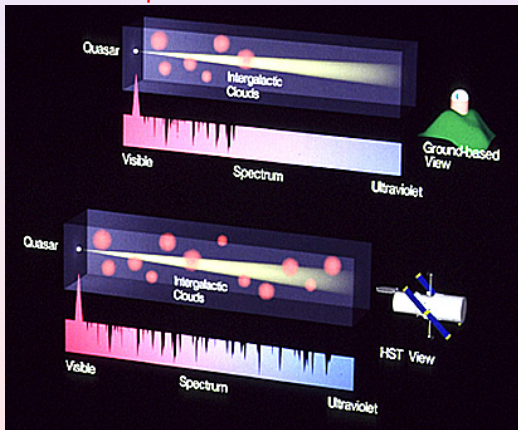 Quasar
Intergalactic
Clouds
Visible
Spectrum
Ultraviolet
Ground-based
View
Quasar
Intergalactic
Clouds
Visible
Spectrum
Ultraviolet
HST View